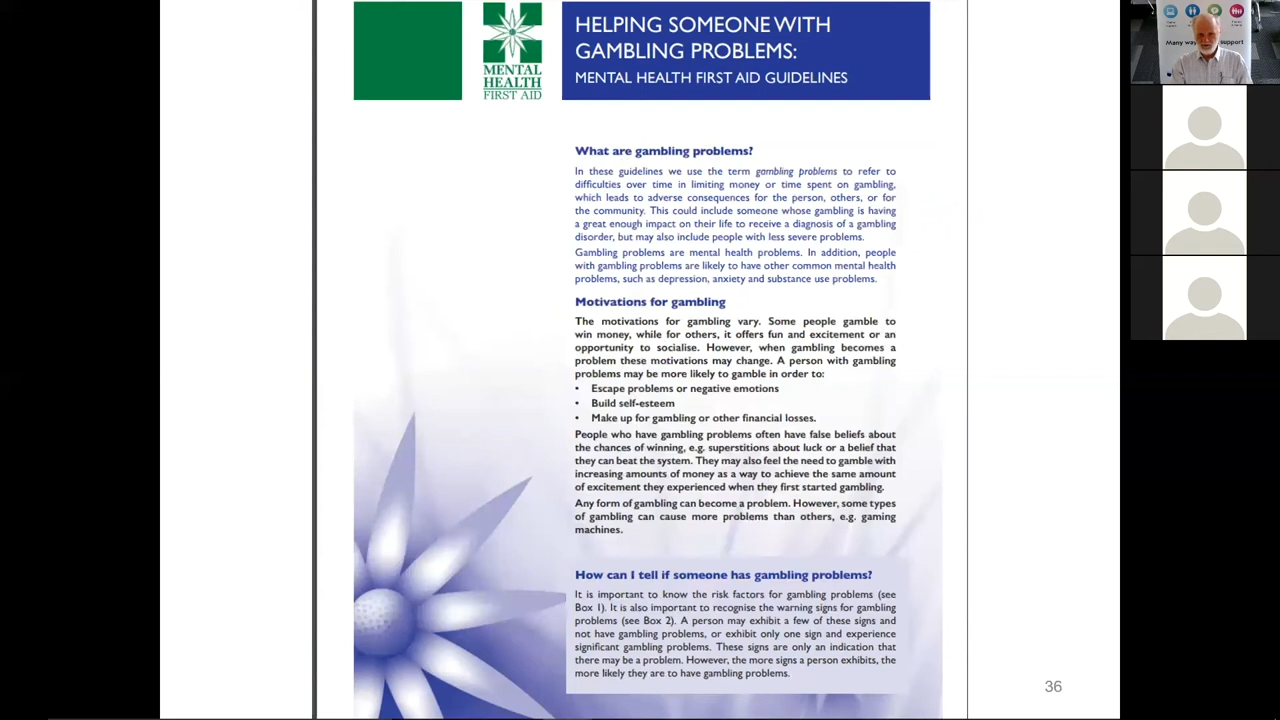 MENTAL
HEALTH
FIRST AID
HELPING SOMEONE WITH
GAMBLING PROBLEMS:
MENTAL HEALTH FIRST AID GUIDELINES
What are gambling problems?
In these guidelines we use the term gambling problems to refer to
difficulties over time in limiting money or time spent on gambling,
which leads to adverse consequences for the person, others, or for
the community. This could include someone whose gambling is having
a great enough impact on their life to receive a diagnosis of a gambling
disorder, but may also include people with less severe problems.
Gambling problems are mental health problems. In addition, people
with gambling problems are likely to have other common mental health
problems, such as depression, anxiety and substance use problems.
Motivations for gambling
The motivations for gambling vary. Some people gamble to
win money, while for others, it offers fun and excitement or an
opportunity to socialise. However, when gambling becomes a
problem these motivations may change. A person with gambling
problems may be more likely to gamble in order to:
• Escape problems or negative emotions
• Build self-esteem
• Make up for gambling or other financial losses.
People who have gambling problems often have false beliefs about
the chances of winning, e.g. superstitions about luck or a belief that
they can beat the system. They may also feel the need to gamble with
increasing amounts of money as a way to achieve the same amount
of excitement they experienced when they first started gambling.
Any form of gambling can become a problem. However, some types
of gambling can cause more problems than others, e.g. gaming
machines.
How can I tell if someone has gambling problems?
It is important to know the risk factors for gambling problems (see
Box 1). It is also important to recognise the warning signs for gambling
problems (see Box 2). A person may exhibit a few of these signs and
not have gambling problems, or exhibit only one sign and experience
significant gambling problems. These signs are only an indication that
there may be a problem. However, the more signs a person exhibits, the
more likely they are to have gambling problems.
36
Many support